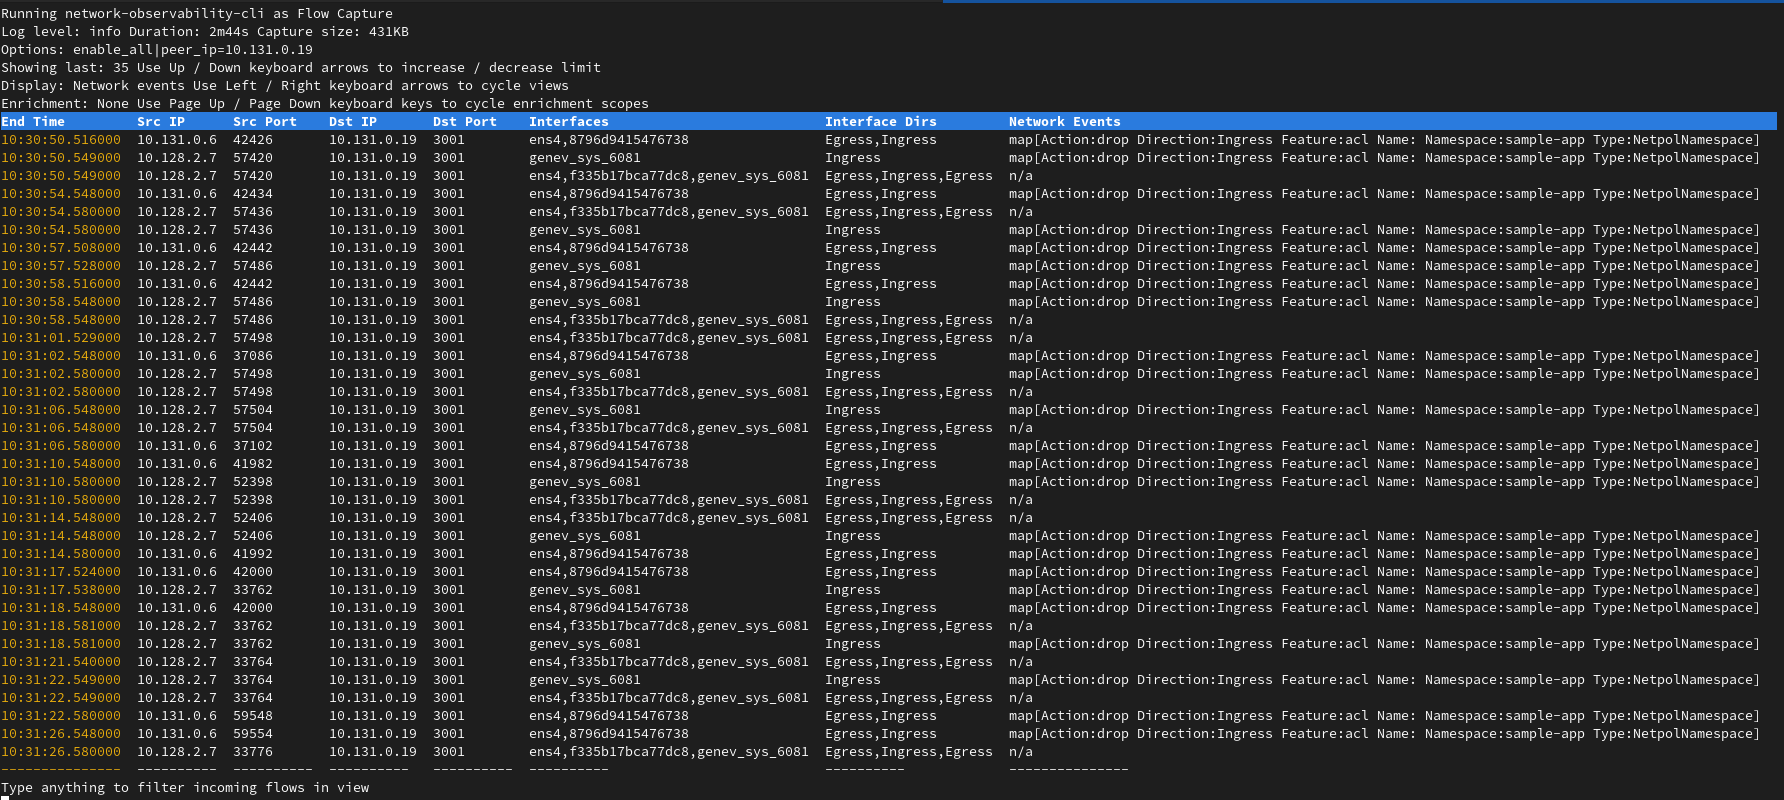 Running network-observability-cli as Flow Capture
Log level: info Duration: 2m44s Capture size: 431KB
Options: enable_all|peer_ip=10.131.0.19
Showing last: 35 Use Up / Down keyboard arrows to increase / decrease limit
Display: Network events Use Left / Right keyboard arrows to cycle views
Enrichment: None Use Page Up / Page Down keyboard keys to cycle enrichment scopes
End Time Src IP Src Port Dst IP Dst Port Interfaces Interface Dirs Network Events
10:30:50.516000 10.131.0.6 42426 10.131.0.19 3001 ens4,8796d9415476738 Egress,Ingress map[Action:drop Direction:Ingress Feature:acl Name: Namespace:sample-app Type:NetpolNamespace]
10:30:50.549000 10.128.2.7 57420 10.131.0.19 3001 genev_sys_6081 Ingress map[Action:drop Direction:Ingress Feature:acl Name: Namespace:sample-app Type:NetpolNamespace]
10:30:50.549000 10.128.2.7 57420 10.131.0.19 3001 ens4,f335b17bca77dc8,genev_sys_6081 Egress,Ingress,Egress n/a
10:30:54.548000 10.131.0.6 42434 10.131.0.19 3001 ens4,8796d9415476738 Egress,Ingress map[Action:drop Direction:Ingress Feature:acl Name: Namespace:sample-app Type:NetpolNamespace]
10:30:54.580000 10.128.2.7 57436 10.131.0.19 3001 ens4,f335b17bca77dc8,genev_sys_6081 Egress,Ingress,Egress n/a
10:30:54.580000 10.128.2.7 57436 10.131.0.19 3001 genev_sys_6081 Ingress map[Action:drop Direction:Ingress Feature:acl Name: Namespace:sample-app Type:NetpolNamespace]
10:30:57.508000 10.131.0.6 42442 10.131.0.19 3001 ens4,8796d9415476738 Egress,Ingress map[Action:drop Direction:Ingress Feature:acl Name: Namespace:sample-app Type:NetpolNamespace]
10:30:57.528000 10.128.2.7 57486 10.131.0.19 3001 genev_sys_6081 Ingress map[Action:drop Direction:Ingress Feature:acl Name: Namespace:sample-app Type:NetpolNamespace]
10:30:58.516000 10.131.0.6 42442 10.131.0.19 3001 ens4,8796d9415476738 Egress,Ingress map[Action:drop Direction:Ingress Feature:acl Name: Namespace:sample-app Type:NetpolNamespace]
10:30:58.548000 10.128.2.7 57486 10.131.0.19 3001 genev_sys_6081 Ingress map[Action:drop Direction:Ingress Feature:acl Name: Namespace:sample-app Type:NetpolNamespace]
10:30:58.548000 10.128.2.7 57486 10.131.0.19 3001 ens4,f335b17bca77dc8,genev_sys_6081 Egress,Ingress,Egress n/a
10:31:01.529000 10.128.2.7 57498 10.131.0.19 3001 ens4,f335b17bca77dc8,genev_sys_6081 Egress,Ingress,Egress n/a
10:31:02.548000 10.131.0.6 37086 10.131.0.19 3001 ens4,8796d9415476738 Egress,Ingress map[Action:drop Direction:Ingress Feature:acl Name: Namespace:sample-app Type:NetpolNamespace]
10:31:02.580000 10.128.2.7 57498 10.131.0.19 3001 genev_sys_6081 Ingress map[Action:drop Direction:Ingress Feature:acl Name: Namespace:sample-app Type:NetpolNamespace]
10:31:02.580000 10.128.2.7 57498 10.131.0.19 3001 ens4,f335b17bca77dc8,genev_sys_6081 Egress,Ingress,Egress n/a
10:31:06.548000 10.128.2.7 57504 10.131.0.19 3001 genev_sys_6081 Ingress map[Action:drop Direction:Ingress Feature:acl Name: Namespace:sample-app Type:NetpolNamespace]
10:31:06.548000 10.128.2.7 57504 10.131.0.19 3001 ens4,f335b17bca77dc8,genev_sys_6081 Egress,Ingress,Egress n/a
10:31:06.580000 10.131.0.6 37102 10.131.0.19 3001 ens4,8796d9415476738 Egress,Ingress map[Action:drop Direction:Ingress Feature:acl Name: Namespace:sample-app Type:NetpolNamespace]
10:31:10.548000 10.131.0.6 41982 10.131.0.19 3001 ens4,8796d9415476738 Egress,Ingress map[Action:drop Direction:Ingress Feature:acl Name: Namespace:sample-app Type:NetpolNamespace]
10:31:10.580000 10.128.2.7 52398 10.131.0.19 3001 genev_sys_6081 Ingress map[Action:drop Direction:Ingress Feature:acl Name: Namespace:sample-app Type:NetpolNamespace]
10:31:10.580000 10.128.2.7 52398 10.131.0.19 3001 ens4,f335b17bca77dc8,genev_sys_6081 Egress,Ingress,Egress n/a
10:31:14.548000 10.128.2.7 52406 10.131.0.19 3001 ens4,f335b17bca77dc8,genev_sys_6081 Egress,Ingress,Egress n/a
10:31:14.548000 10.128.2.7 52406 10.131.0.19 3001 genev_sys_6081 Ingress map[Action:drop Direction:Ingress Feature:acl Name: Namespace:sample-app Type:NetpolNamespace]
10:31:14.580000 10.131.0.6 41992 10.131.0.19 3001 ens4,8796d9415476738 Egress,Ingress map[Action:drop Direction:Ingress Feature:acl Name: Namespace:sample-app Type:NetpolNamespace]
10:31:17.524000 10.131.0.6 42000 10.131.0.19 3001 ens4,8796d9415476738 Egress,Ingress map[Action:drop Direction:Ingress Feature:acl Name: Namespace:sample-app Type:NetpolNamespace]
10:31:17.538000 10.128.2.7 33762 10.131.0.19 3001 genev_sys_6081 Ingress map[Action:drop Direction:Ingress Feature:acl Name: Namespace:sample-app Type:NetpolNamespace]
10:31:18.548000 10.131.0.6 42000 10.131.0.19 3001 ens4,8796d9415476738 Egress,Ingress map[Action:drop Direction:Ingress Feature:acl Name: Namespace:sample-app Type:NetpolNamespace]
10:31:18.581000 10.128.2.7 33762 10.131.0.19 3001 ens4,f335b17bca77dc8,genev_sys_6081 Egress,Ingress,Egress n/a
10:31:18.581000 10.128.2.7 33762 10.131.0.19 3001 genev_sys_6081 Ingress map[Action:drop Direction:Ingress Feature:acl Name: Namespace:sample-app Type:NetpolNamespace]
10:31:21.540000 10.128.2.7 33764 10.131.0.19 3001 ens4,f335b17bca77dc8,genev_sys_6081 Egress,Ingress,Egress n/a
10:31:22.549000 10.128.2.7 33764 10.131.0.19 3001 genev_sys_6081 Ingress map[Action:drop Direction:Ingress Feature:acl Name: Namespace:sample-app Type:NetpolNamespace]
10:31:22.549000 10.128.2.7 33764 10.131.0.19 3001 ens4,f335b17bca77dc8,genev_sys_6081 Egress,Ingress,Egress n/a
10:31:22.580000 10.131.0.6 59548 10.131.0.19 3001 ens4,8796d9415476738 Egress,Ingress map[Action:drop Direction:Ingress Feature:acl Name: Namespace:sample-app Type:NetpolNamespace]
10:31:26.548000 10.131.0.6 59554 10.131.0.19 3001 ens4,8796d9415476738 Egress,Ingress map[Action:drop Direction:Ingress Feature:acl Name: Namespace:sample-app Type:NetpolNamespace]
10:31:26.580000 10.128.2.7 33776 10.131.0.19 3001 ens4,f335b17bca77dc8,genev_sys_6081 Egress,Ingress,Egress n/a
--------------- ---------- ---------- ---------- ---------- ---------- ---------- ---------------
Type anything to filter incoming flows in view